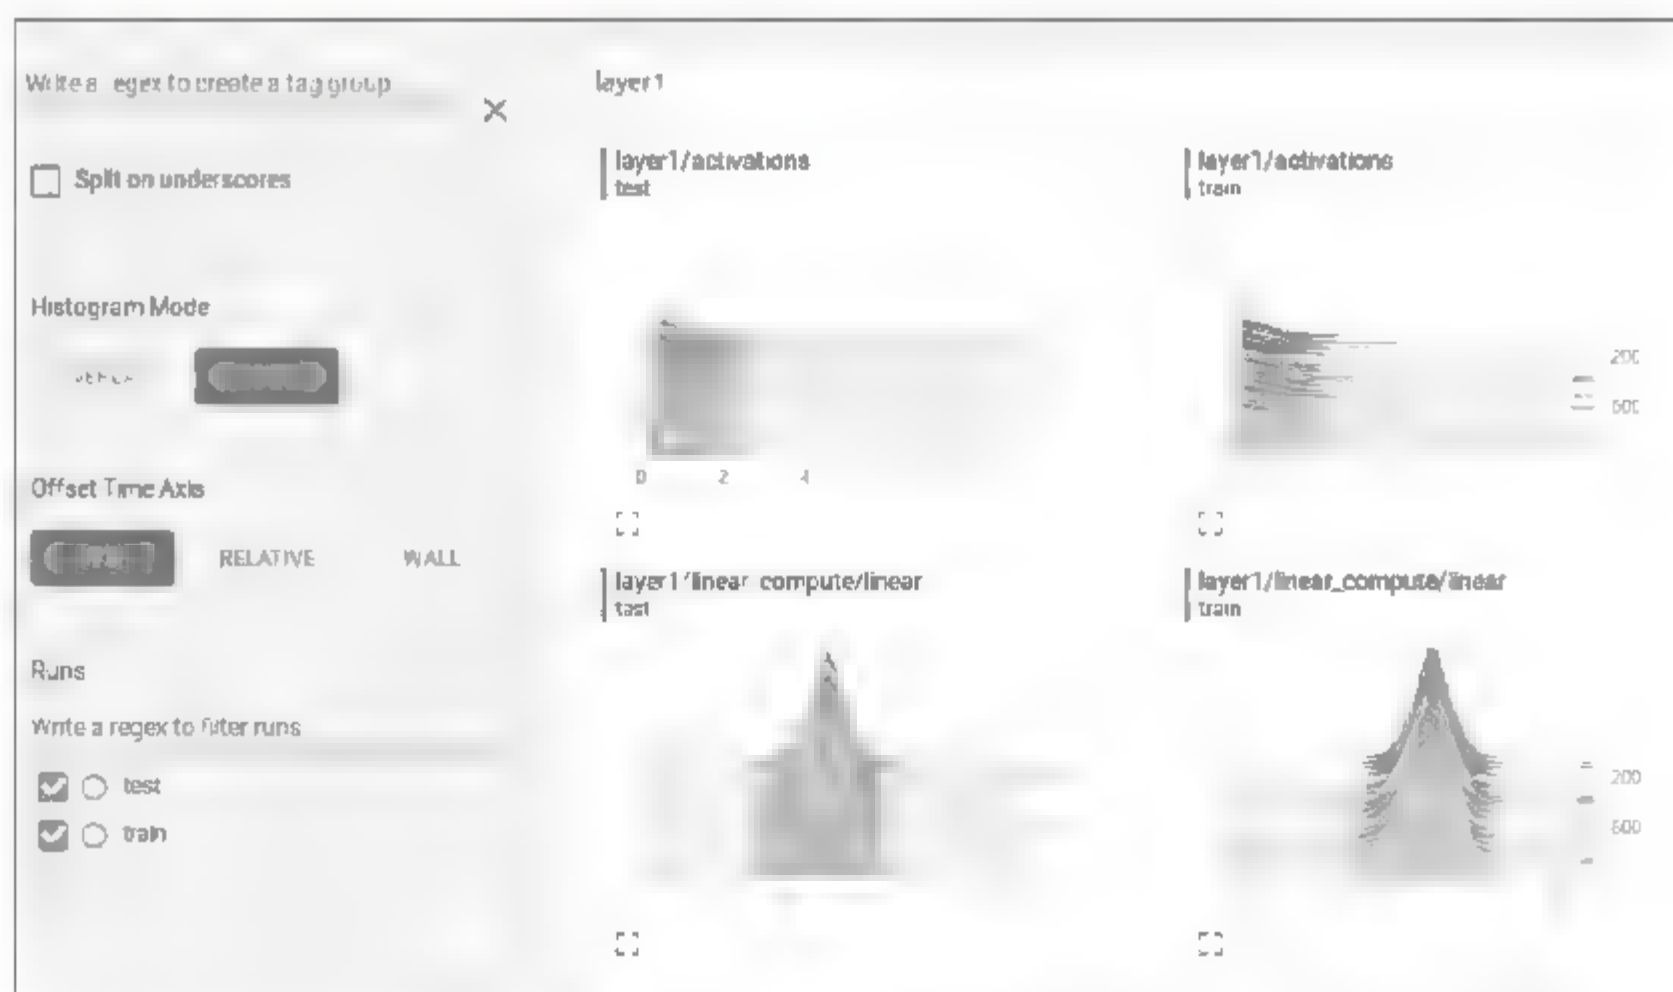 Write a regex to create a tag group
Split on underscores
Histogram Mode
Offset Time Axis
RELATIVE WALL
Runs
Write a regex to filter runs
test
train
layer1
layer1/activations
test
0 2 4
layer1/activations
train
200
600
layer1/linear_compute/linear
test
layer1/linear_compute/linear
train
200
600